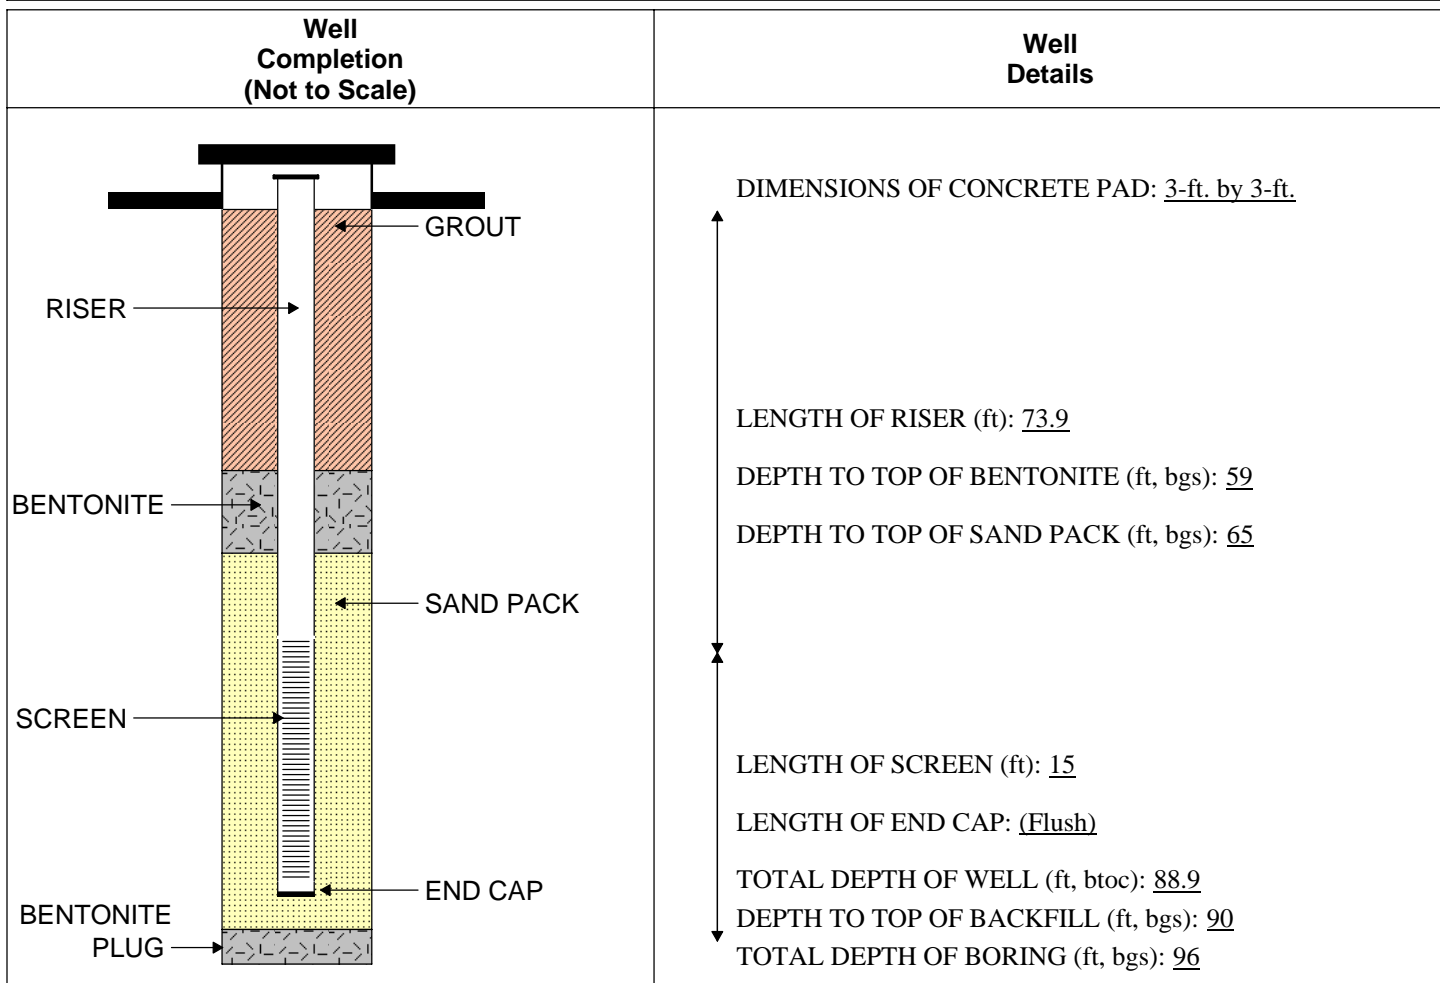 Well
Completion
(Not to Scale)
Well
Details
GROUT
RISER
BENTONITE
SAND PACK
SCREEN
END CAP
BENTONITE
PLUG
DIMENSIONS OF CONCRETE PAD: 3-ft. by 3-ft.
LENGTH OF RISER (ft): 73.9
DEPTH TO TOP OF BENTONITE (ft, bgs): 59
DEPTH TO TOP OF SAND PACK (ft, bgs): 65
LENGTH OF SCREEN (ft): 15
LENGTH OF END CAP: (Flush)
TOTAL DEPTH OF WELL (ft, btoc): 88.9
DEPTH TO TOP OF BACKFILL (ft, bgs): 90
TOTAL DEPTH OF BORING (ft, bgs): 96